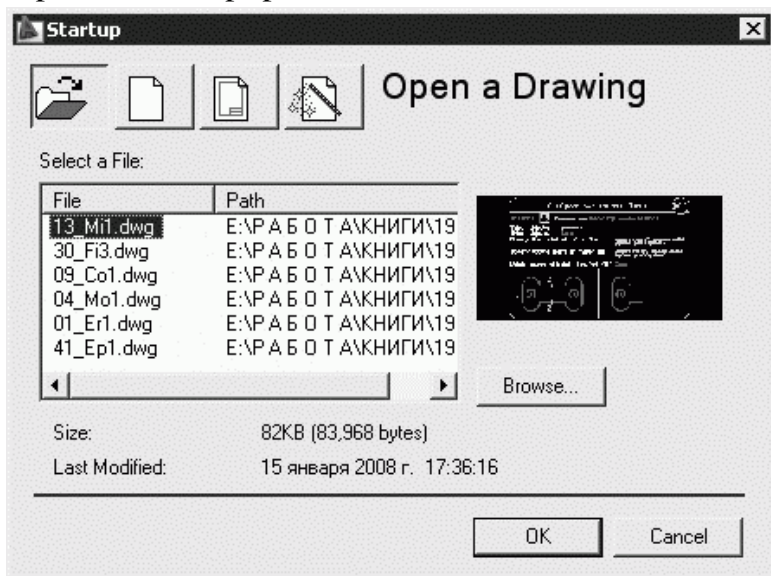 Startup
Open a Drawing
Select a File:
File Path
13_Mi1.dwg E:\Р А Б О Т А\КНИГИ\19
30_Fi3.dwg E:\Р А Б О Т А\КНИГИ\19
09_Co1.dwg E:\Р А Б О Т А\КНИГИ\19
04_Mo1.dwg E:\Р А Б О Т А\КНИГИ\19
01_Er1.dwg E:\Р А Б О Т А\КНИГИ\19
41_Ep1.dwg E:\Р А Б О Т А\КНИГИ\19
Browse...
Size: 82KB (83,968 bytes)
Last Modified: 15 января 2008 г. 17:36:16
OK Cancel